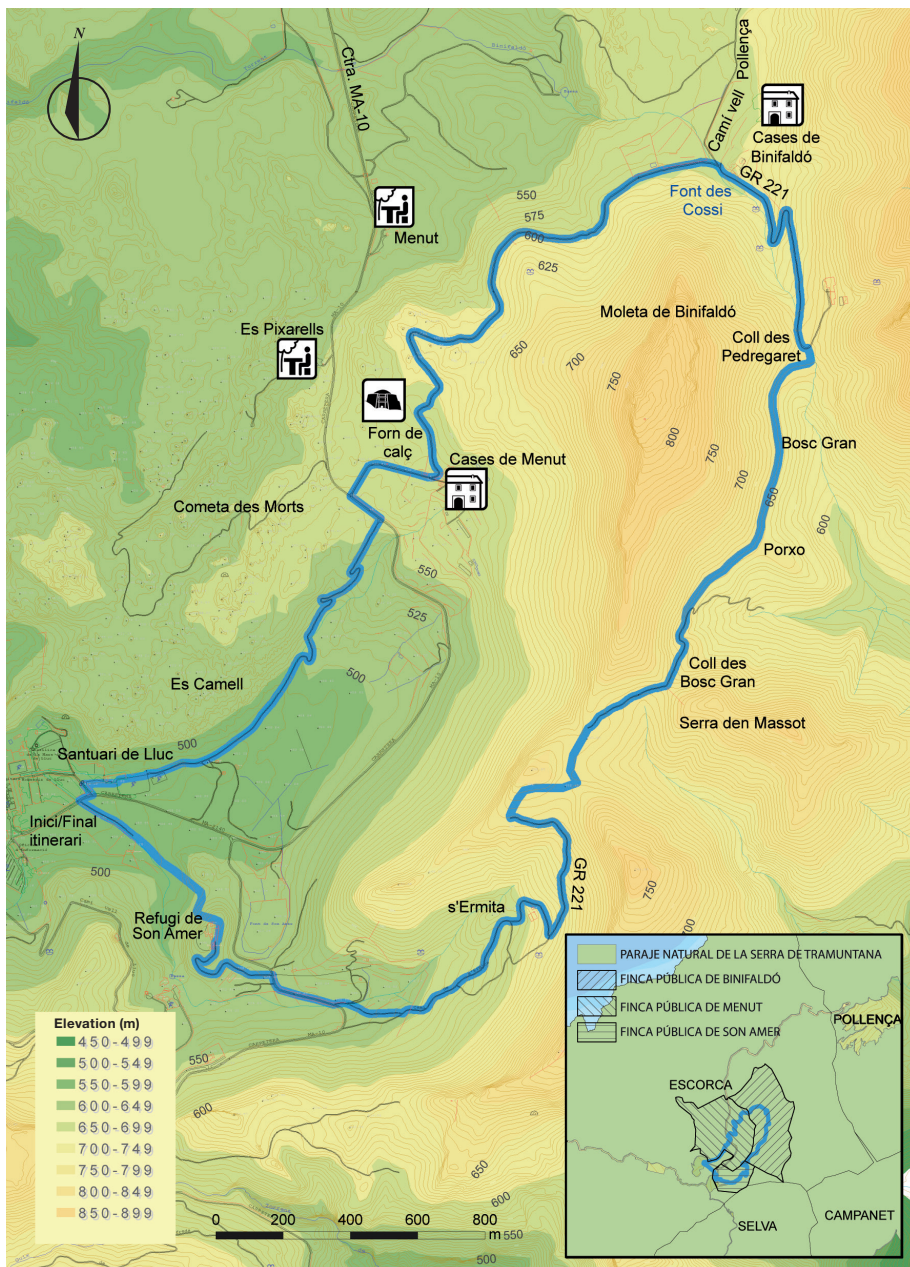 N
Ctra. MA-10
Camí vell Pollença
Cases de
Binifaldó
GR 221
Font des
Cossi
550
575
600
625
Menut
Moleta de Binifaldó
Coll des
Pedregaret
Es Pixarells
650
700
750
Forn de
calç
800
750
700
Bosc Gran
650
600
Cases de Menut
Cometa des Morts
Porxo
550
525
500
Coll des
Bosc Gran
Es Camell
Serra den Massot
500
Santuari de Lluc
Inici/Final
itinerari
500
GR 221
750
700
s'Ermita
Refugi de
Son Amer
550
600
650
600
550
500
Elevation (m)
450-499
500-549
550-599
600-649
650-699
700-749
750-799
800-849
850-899
0 200 400 600 800
m
PARAJE NATURAL DE LA SERRA DE TRAMUNTANA
FINCA PÚBLICA DE BINIFALDÓ
FINCA PÚBLICA DE MENUT
FINCA PÚBLICA DE SON AMER
POLLENÇA
ESCORCA
SELVA
CAMPANET